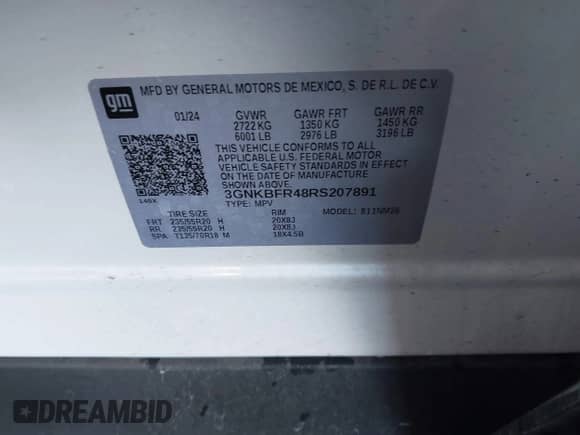 gm
MFD BY GENERAL MOTORS DE MEXICO, S. DE R.L. DE C.V.
01/24 GVWR GAWR FRT GAWR RR
2722 KG 1350 KG 1450 KG
6001 LB 2976 LB 3196 LB
THIS VEHICLE CONFORMS TO ALL
APPLICABLE U.S. FEDERAL MOTOR
VEHICLE SAFETY STANDARDS IN EFFECT
ON THE DATE OF MANUFACTURE
SHOWN ABOVE.
3GNKBFR48RS207891
TYPE: MPV MODEL:
TIRE SIZE RIM
FRT 235/55R20 H 20X8J
RR 235/55R20 H 20X8J
SPA T135/70R18 M 18X4.5B
DREAMBID